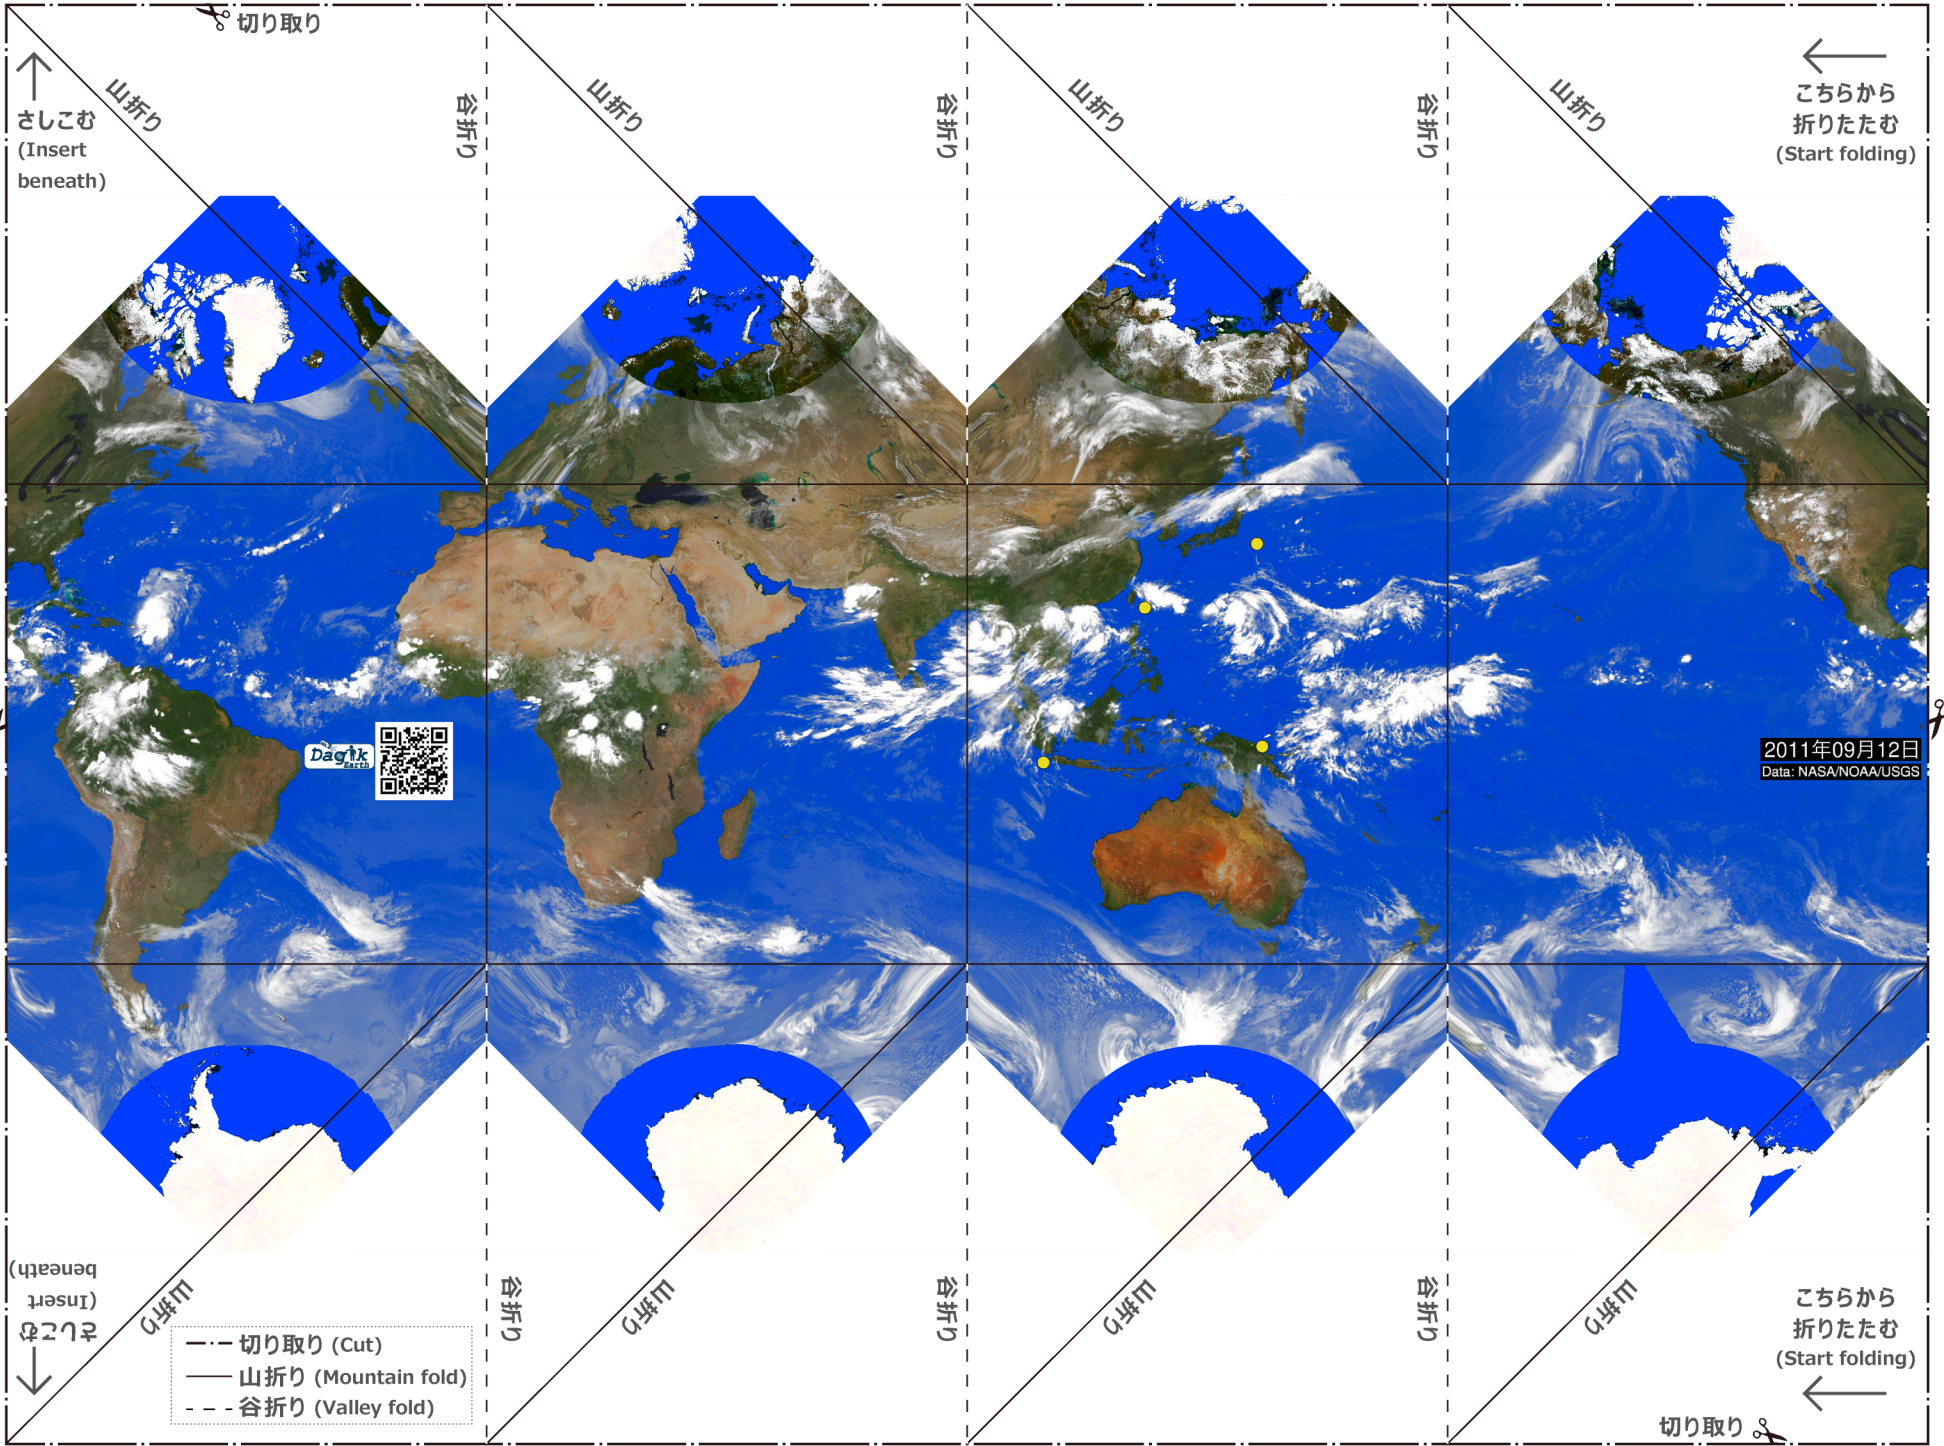 切り取り
山折り
谷折り
山折り
谷折り
山折り
谷折り
山折り
さしこむ
(Insert
beneath)
こちらから
折りたたむ
(Start folding)
Dagik
Earth
2011年09月12日
Data: NASA/NOAA/USGS
さしこむ
(Insert
beneath)
山折り
谷折り
山折り
谷折り
山折り
谷折り
山折り
こちらから
折りたたむ
(Start folding)
切り取り (Cut)
山折り (Mountain fold)
谷折り (Valley fold)
切り取り